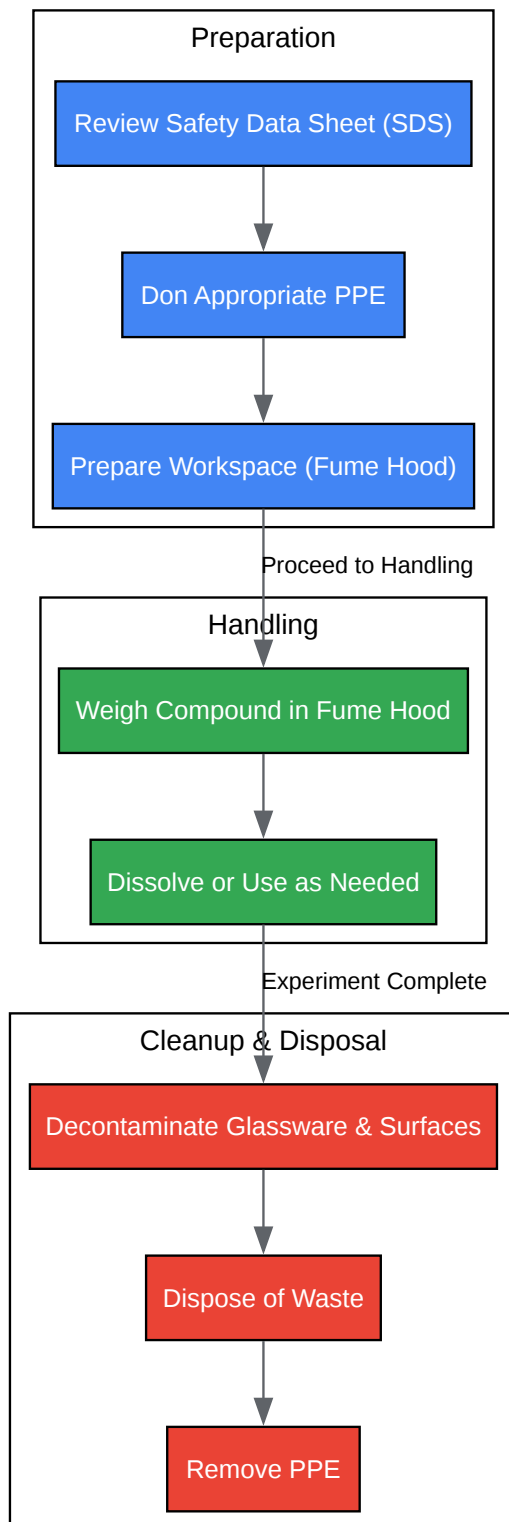 Preparation
Review Safety Data Sheet (SDS)
Don Appropriate PPE
Prepare Workspace (Fume Hood)
Proceed to Handling
Handling
Weigh Compound in Fume Hood
Dissolve or Use as Needed
Experiment Complete
Cleanup & Disposal
Decontaminate Glassware & Surfaces
Dispose of Waste
Remove PPE